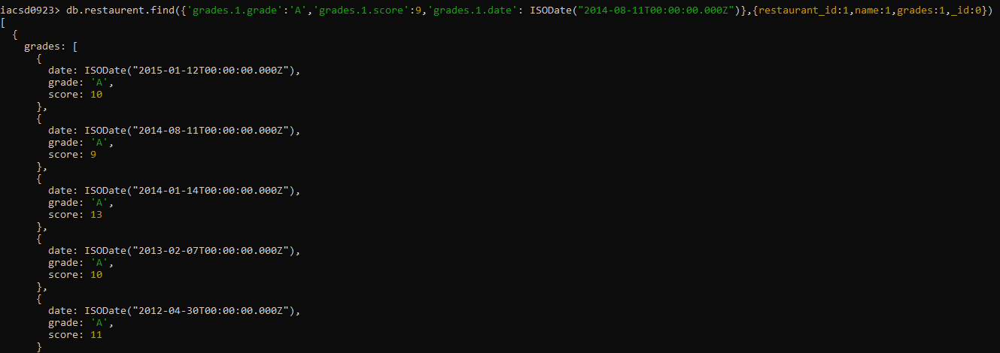 iacsd0923> db.restaurent.find({'grades.1.grade':'A','grades.1.score':9,'grades.1.date': ISODate("2014-08-11T00:00:00.000Z")},{restaurant_id:1,name:1,grades:1,_id:0})
[
  {
    grades: [
      {
        date: ISODate("2015-01-12T00:00:00.000Z"),
        grade: 'A',
        score: 10
      },
      {
        date: ISODate("2014-08-11T00:00:00.000Z"),
        grade: 'A',
        score: 9
      },
      {
        date: ISODate("2014-01-14T00:00:00.000Z"),
        grade: 'A',
        score: 13
      },
      {
        date: ISODate("2013-02-07T00:00:00.000Z"),
        grade: 'A',
        score: 10
      },
      {
        date: ISODate("2012-04-30T00:00:00.000Z"),
        grade: 'A',
        score: 11
      }